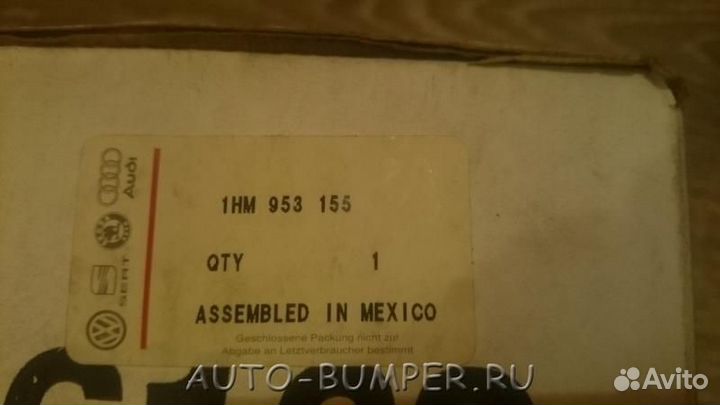 1HM 953 155
QTY 1
ASSEMBLED IN MEXICO
Geschlossene Packung nicht zur
Abgabe an Letztverbraucher bestimmt
Audi
SEAT
AUTO-BUMPER.RU
Avito